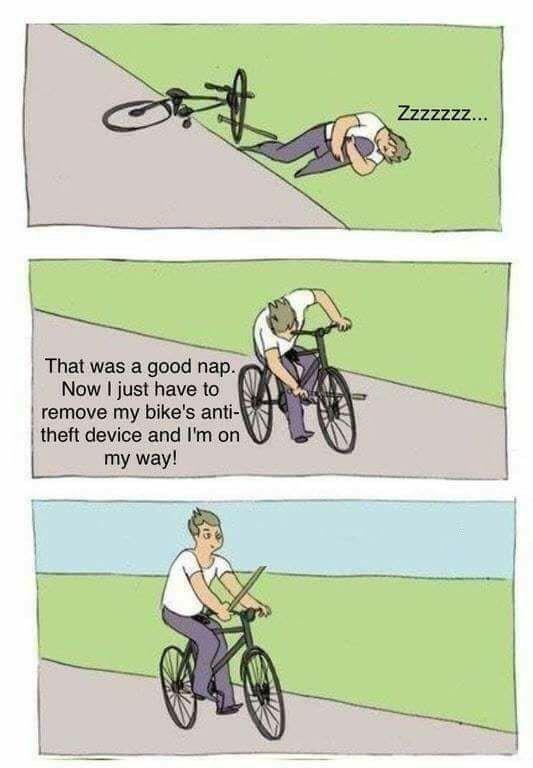 Zzzzzzz...
That was a good nap.
Now I just have to
remove my bike's anti-
theft device and I'm on
my way!